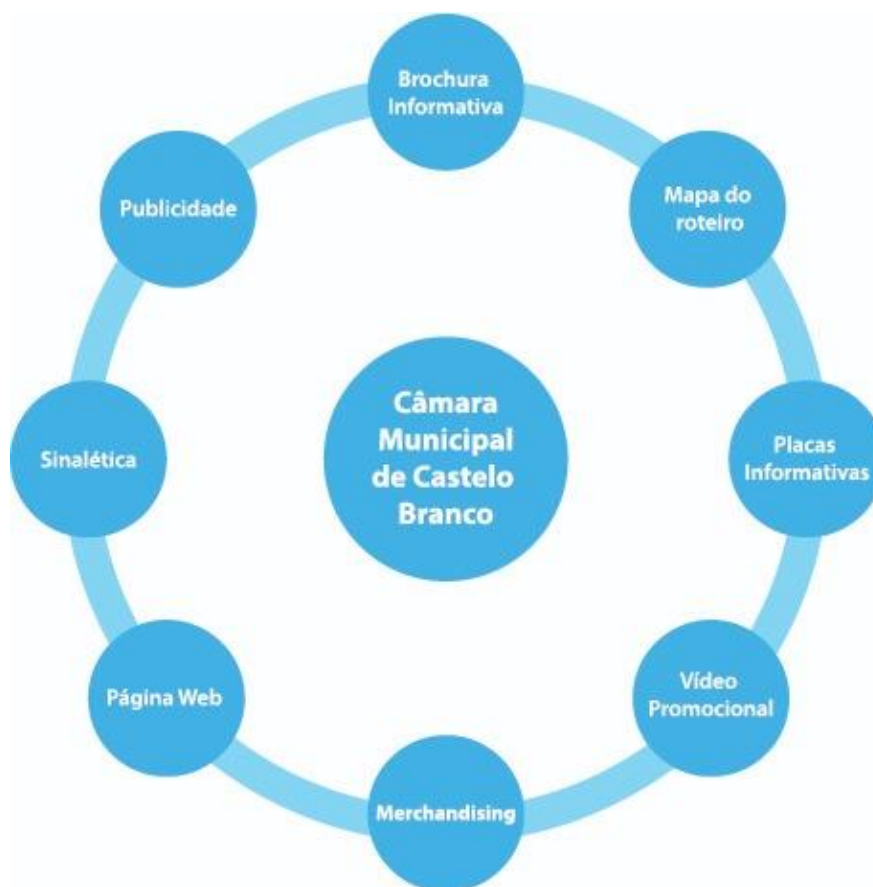 Brochura
Informativa
Mapa do
roteiro
Placas
Informativas
Vídeo
Promocional
Merchandising
Página Web
Sinalética
Publicidade
Câmara
Municipal
de Castelo
Branco